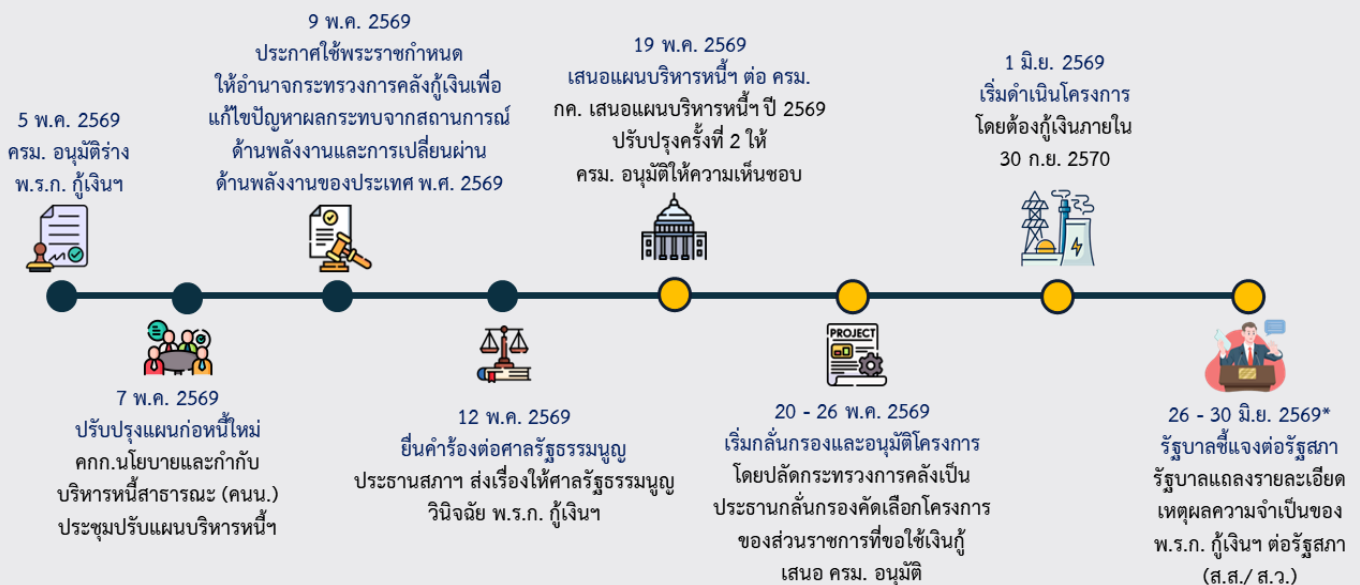 5 พ.ค. 2569
ครม. อนุมัติร่าง
พ.ร.ก. กู้เงินฯ
7 พ.ค. 2569
ปรับปรุงแผนก่อหนี้ใหม่
คกก.นโยบายและกำกับ
บริหารหนี้สาธารณะ (คนน.)
ประชุมปรับแผนบริหารหนี้ฯ
9 พ.ค. 2569
ประกาศใช้พระราชกำหนด
ให้อำนาจกระทรวงการคลังกู้เงินเพื่อ
แก้ไขปัญหาผลกระทบจากสถานการณ์
ด้านพลังงานและการเปลี่ยนผ่าน
ด้านพลังงานของประเทศ พ.ศ. 2569
12 พ.ค. 2569
ยื่นคำร้องต่อศาลรัฐธรรมนูญ
ประธานสภาฯ ส่งเรื่องให้ศาลรัฐธรรมนูญ
วินิจฉัย พ.ร.ก. กู้เงินฯ
19 พ.ค. 2569
เสนอแผนบริหารหนี้ฯ ต่อ ครม.
กค. เสนอแผนบริหารหนี้ฯ ปี 2569
ปรับปรุงครั้งที่ 2 ให้
ครม. อนุมัติให้ความเห็นชอบ
PROJECT
20 - 26 พ.ค. 2569
เริ่มกลั่นกรองและอนุมัติโครงการ
โดยปลัดกระทรวงการคลังเป็น
ประธานกลั่นกรองคัดเลือกโครงการ
ของส่วนราชการที่ขอใช้เงินกู้
เสนอ ครม. อนุมัติ
1 มิ.ย. 2569
เริ่มดำเนินโครงการ
โดยต้องกู้เงินภายใน
30 ก.ย. 2570
26 - 30 มิ.ย. 2569*
รัฐบาลชี้แจงต่อรัฐสภา
รัฐบาลแถลงรายละเอียด
เหตุผลความจำเป็นของ
พ.ร.ก. กู้เงินฯ ต่อรัฐสภา
(ส.ส./ ส.ว.)